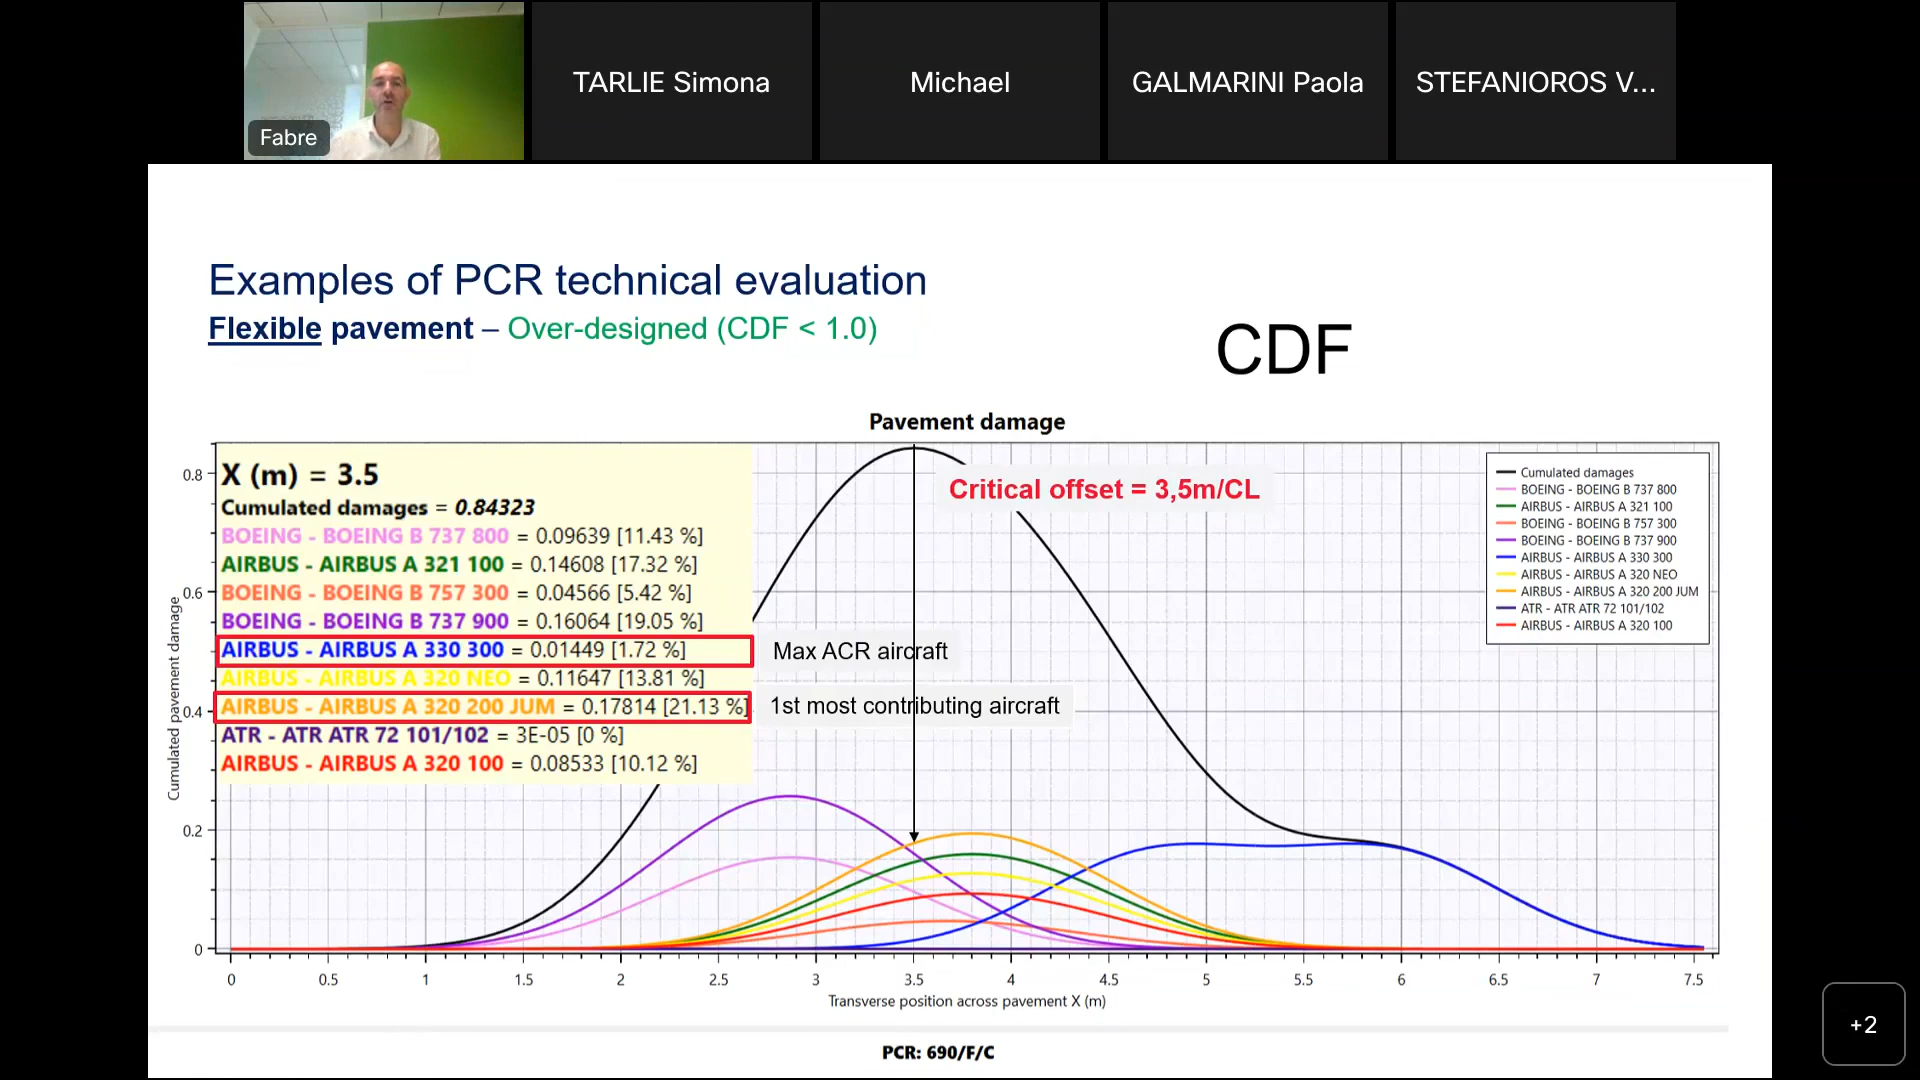 Fabre
TARLIE Simona
Michael
GALMARINI Paola
STEFANIOROS V...
Examples of PCR technical evaluation
Flexible pavement – Over-designed (CDF < 1.0)
CDF
Pavement damage
X (m) = 3.5
Cumulated damages = 0.84323
BOEING - BOEING B 737 800 = 0.09639 [11.43 %]
AIRBUS - AIRBUS A 321 100 = 0.14608 [17.32 %]
BOEING - BOEING B 757 300 = 0.04566 [5.42 %]
BOEING - BOEING B 737 900 = 0.16064 [19.05 %]
AIRBUS - AIRBUS A 330 300 = 0.01449 [1.72 %]
AIRBUS - AIRBUS A 320 NEO = 0.11647 [13.81 %]
AIRBUS - AIRBUS A 320 200 JUM = 0.17814 [21.13 %]
ATR - ATR ATR 72 101/102 = 3E-05 [0 %]
AIRBUS - AIRBUS A 320 100 = 0.08533 [10.12 %]
Critical offset = 3,5m/CL
Max ACR aircraft
1st most contributing aircraft
Cumulated damages
BOEING - BOEING B 737 800
AIRBUS - AIRBUS A 321 100
BOEING - BOEING B 757 300
BOEING - BOEING B 737 900
AIRBUS - AIRBUS A 330 300
AIRBUS - AIRBUS A 320 NEO
AIRBUS - AIRBUS A 320 200 JUM
ATR - ATR ATR 72 101/102
AIRBUS - AIRBUS A 320 100
Cumulated pavement damage
0.8
0.6
0.4
0.2
0
0 0.5 1 1.5 2 2.5 3 3.5 4 4.5 5 5.5 6 6.5 7 7.5
Transverse position across pavement X (m)
PCR: 690/F/C
+2